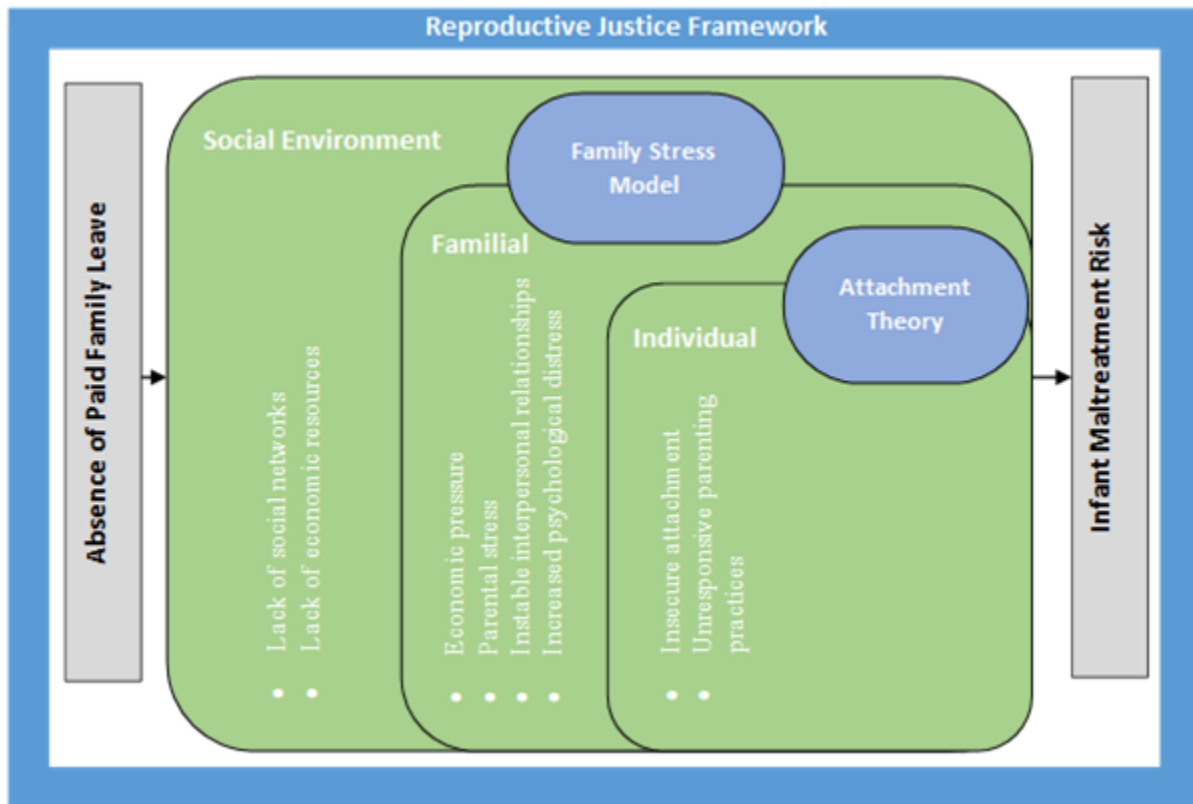 Reproductive Justice Framework
Absence of Paid Family Leave
Social Environment
• Lack of social networks
• Lack of economic resources
Family Stress
Model
Familial
• Economic pressure
• Parental stress
• Instable interpersonal relationships
• Increased psychological distress
Attachment
Theory
Individual
• Insecure attachment
• Unresponsive parenting
practices
Infant Maltreatment Risk